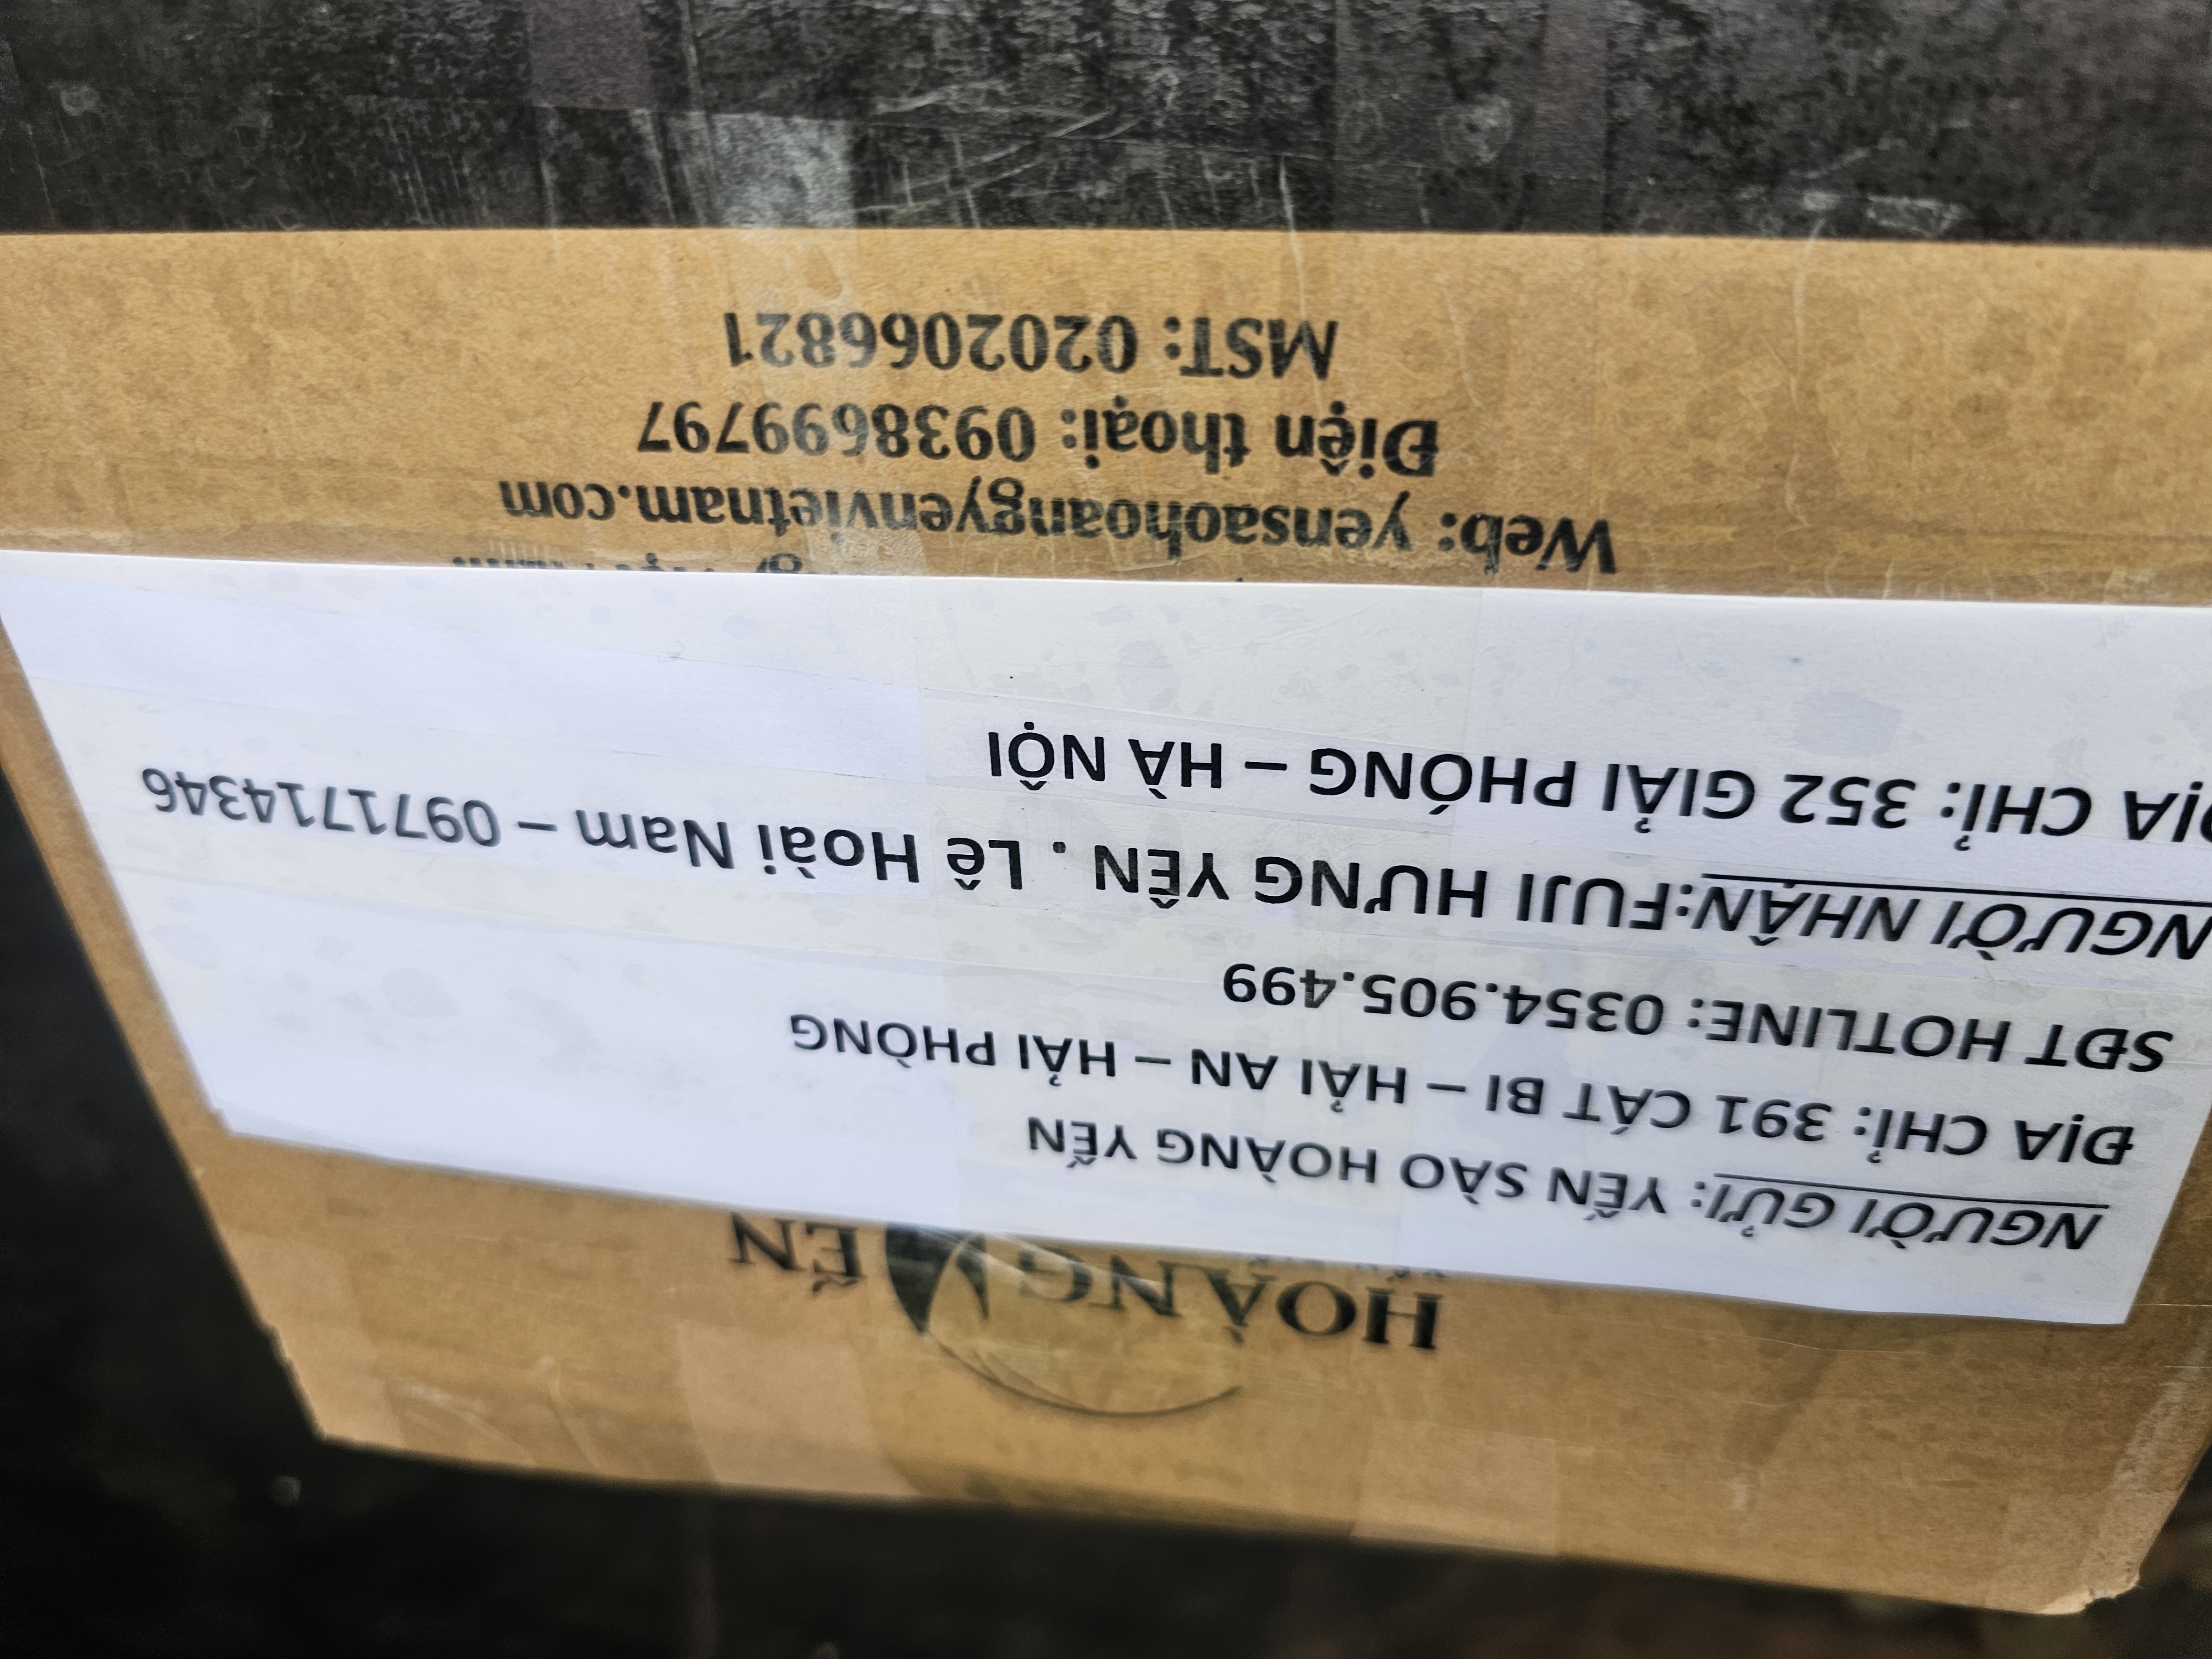 HOÀNG YẾN
NGƯỜI GỬI: YẾN SÀO HOÀNG YẾN
ĐỊA CHỈ: 391 CÁT BI – HẢI AN – HẢI PHÒNG
SĐT HOTLINE: 0354.905.499
NGƯỜI NHẬN:FUJI HƯNG YÊN . Lê Hoài Nam – 0971714346
ĐỊA CHỈ: 352 GIẢI PHÓNG – HÀ NỘI
Web: yensaohoangyenvietnam.com
Điện thoại: 0938699797
MST: 0202066821